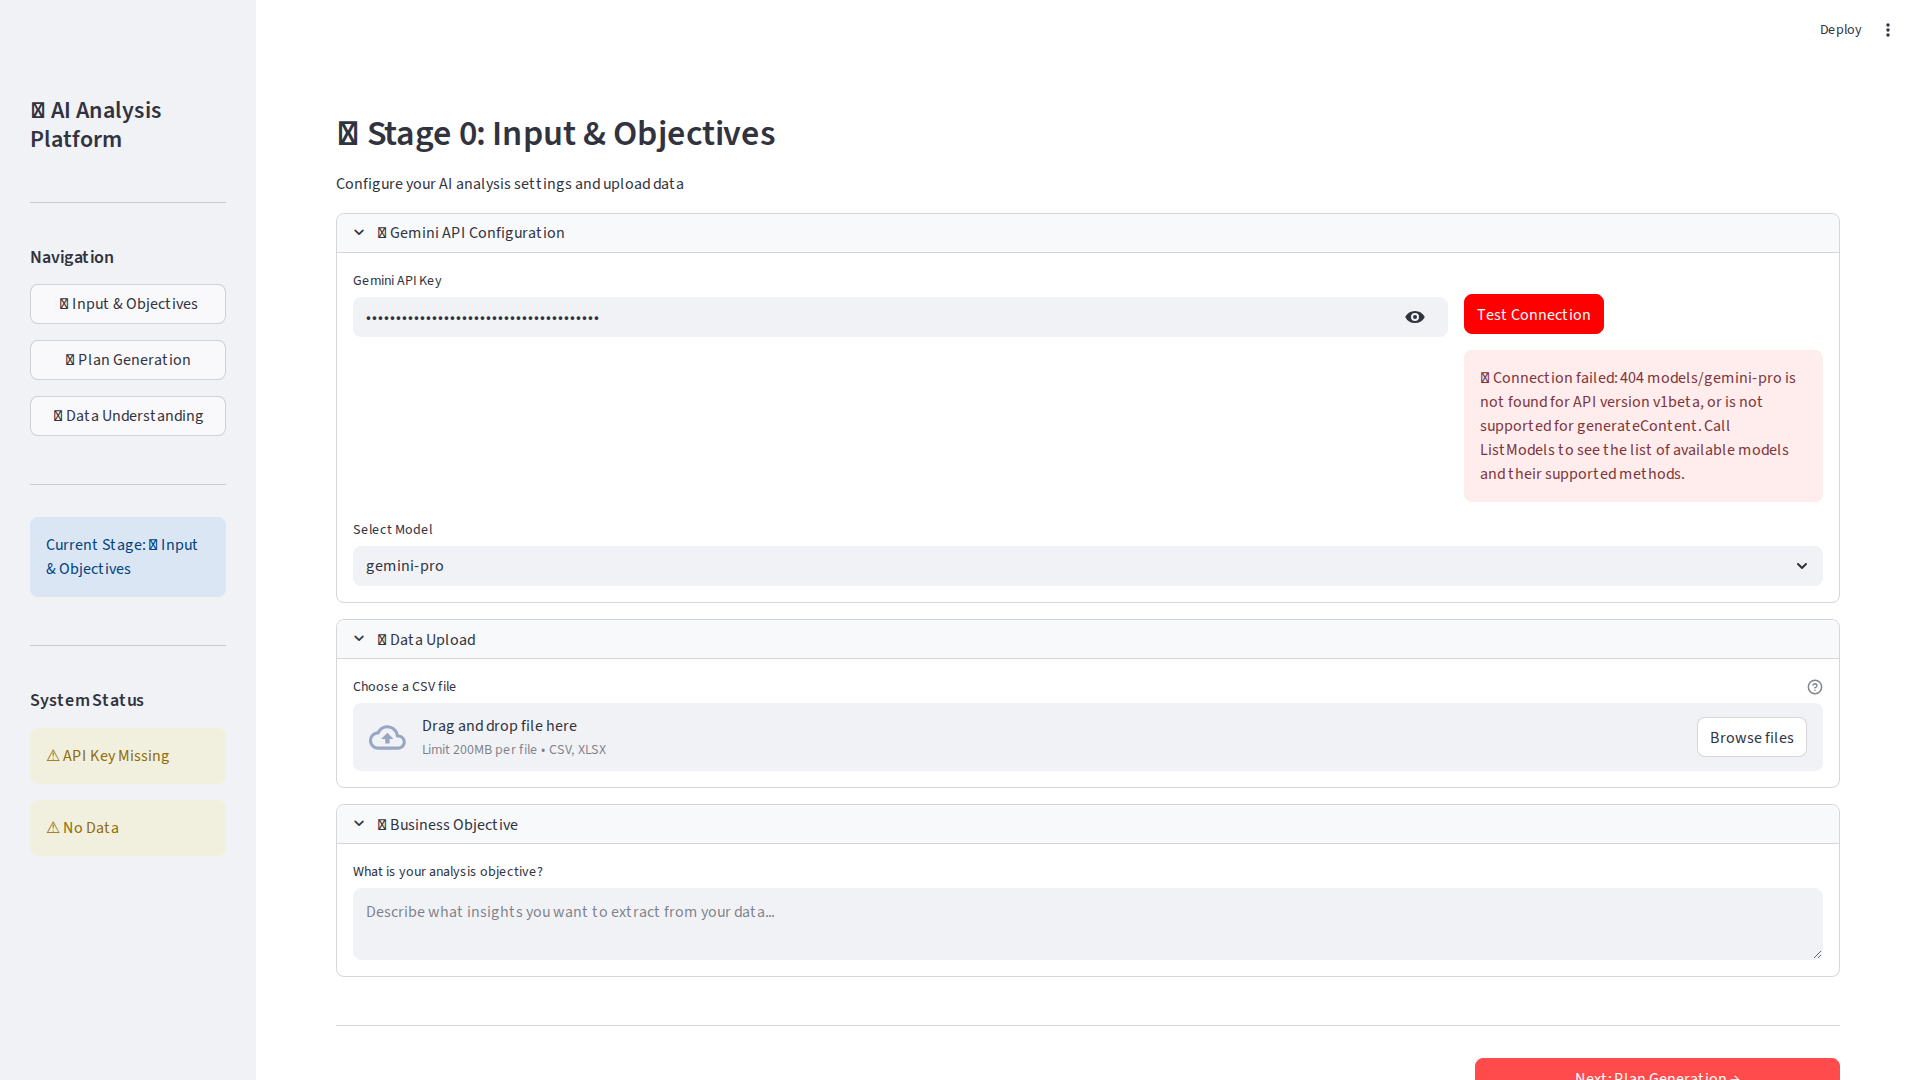 Deploy
AI Analysis
Platform
Navigation
Input & Objectives
Plan Generation
Data Understanding
Current Stage: Input
& Objectives
System Status
⚠ API Key Missing
⚠ No Data
Stage 0: Input & Objectives
Configure your AI analysis settings and upload data
Gemini API Configuration
Gemini API Key
••••••••••••••••••••••••••••••••••••••
Test Connection
Connection failed: 404 models/gemini-pro is
not found for API version v1beta, or is not
supported for generateContent. Call
ListModels to see the list of available models
and their supported methods.
Select Model
gemini-pro
Data Upload
Choose a CSV file
Drag and drop file here
Limit 200MB per file • CSV, XLSX
Browse files
Business Objective
What is your analysis objective?
Describe what insights you want to extract from your data...
Next: Plan Generation →